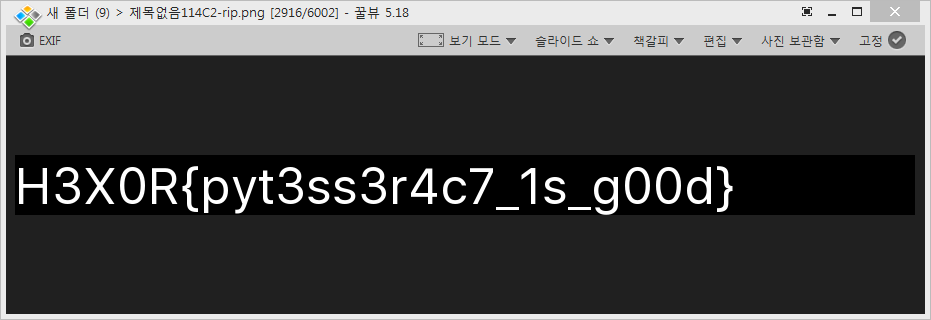 새 폴더 (9) > 제목없음114C2-rip.png [2916/6002] - 꿀뷰 5.18
EXIF 보기 모드 슬라이드 쇼 책갈피 편집 사진 보관함 고정
H3X0R{pyt3ss3r4c7_1s_g00d}